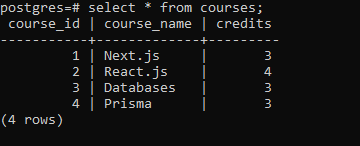 postgres=# select * from courses;
 course_id | course_name | credits
-----------+-------------+---------
         1 | Next.js     |       3
         2 | React.js    |       4
         3 | Databases   |       3
         4 | Prisma      |       3
(4 rows)